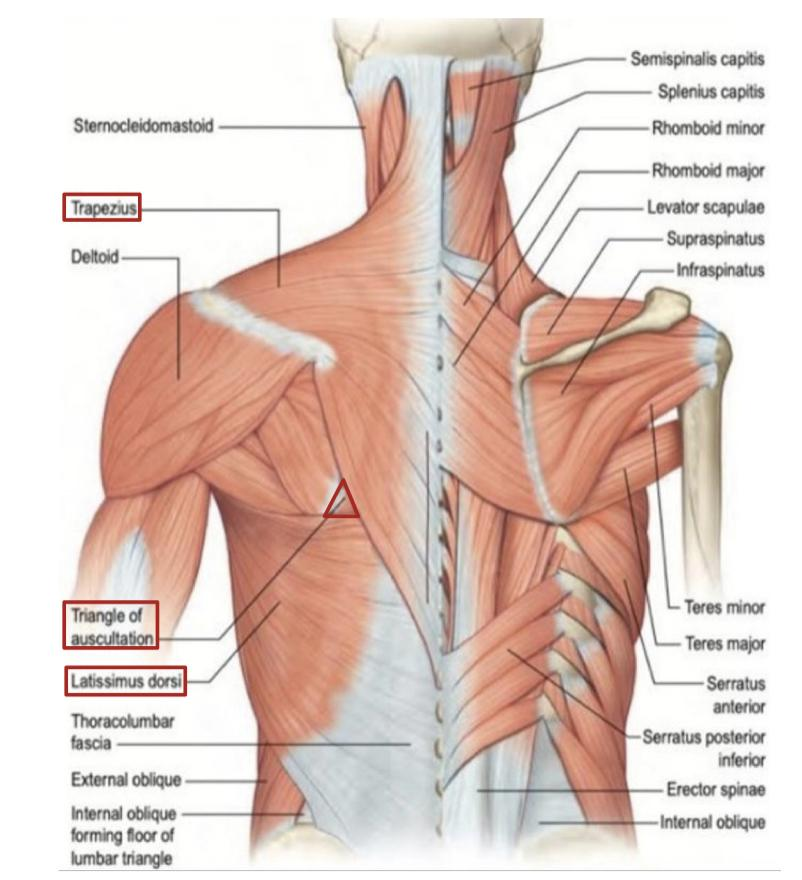 Semispinalis capitis
Splenius capitis
Sternocleidomastoid
Rhomboid minor
Rhomboid major
Trapezius
Levator scapulae
Supraspinatus
Deltoid
Infraspinatus
Triangle of
auscultation
Teres minor
Teres major
Latissimus dorsi
Serratus
anterior
Thoracolumbar
fascia
Serratus posterior
inferior
External oblique
Erector spinae
Internal oblique
forming floor of
lumbar triangle
Internal oblique